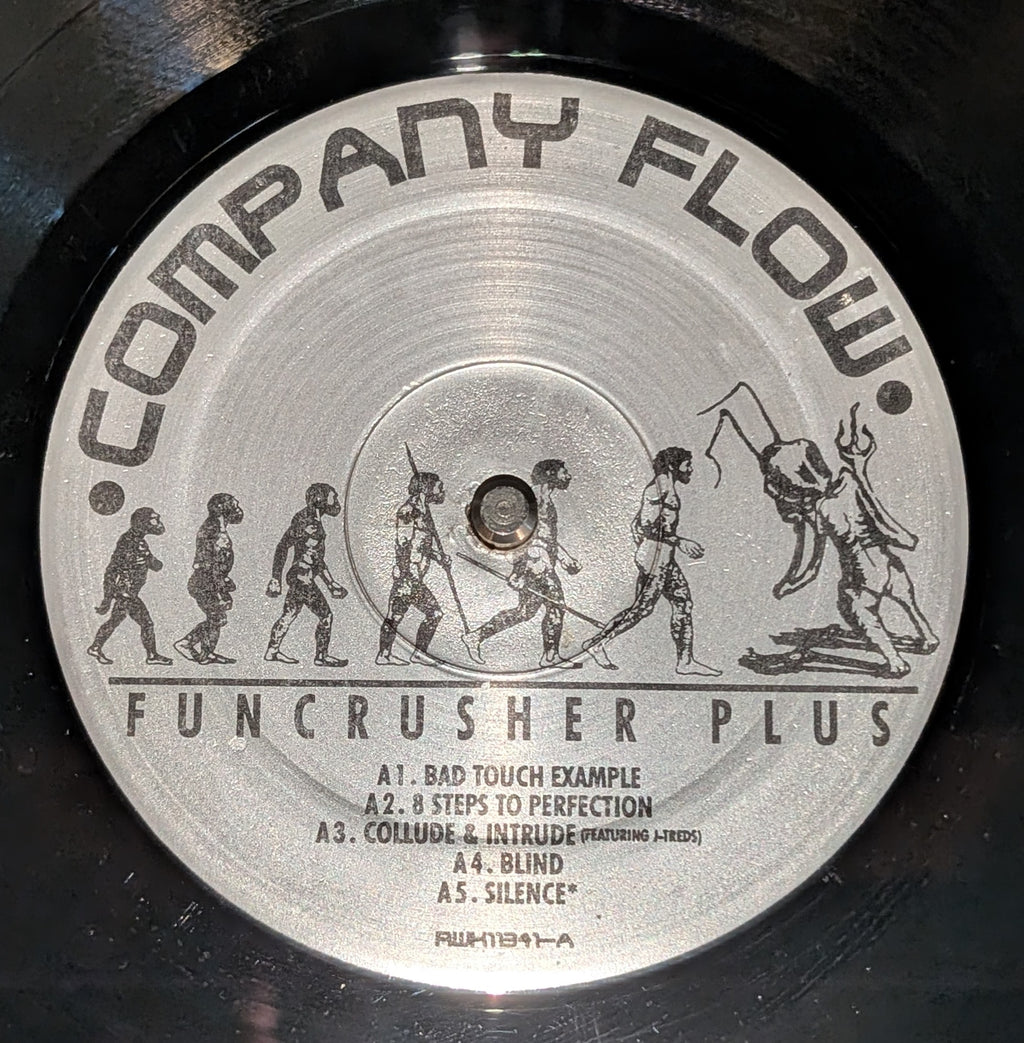 COMPANY FLOW
FUNCRUSHER PLUS
A1. BAD TOUCH EXAMPLE
A2. 8 STEPS TO PERFECTION
A3. COLLUDE & INTRUDE (FEATURING J-TREDS)
A4. BLIND
A5. SILENCE*
RWK11341-A